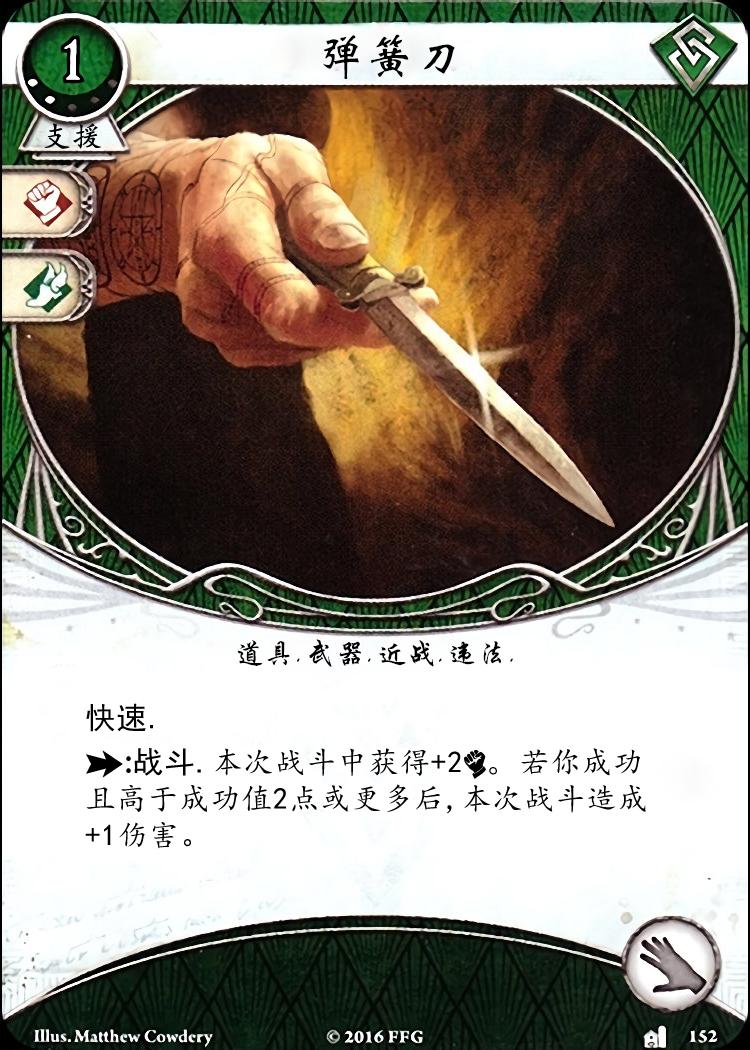 1
弹簧刀
支援
道具.武器.近战.违法.
快速.
:战斗.本次战斗中获得+2。若你成功
且高于成功值2点或更多后,本次战斗造成
+1伤害。
Illus. Matthew Cowdery
© 2016 FFG
152